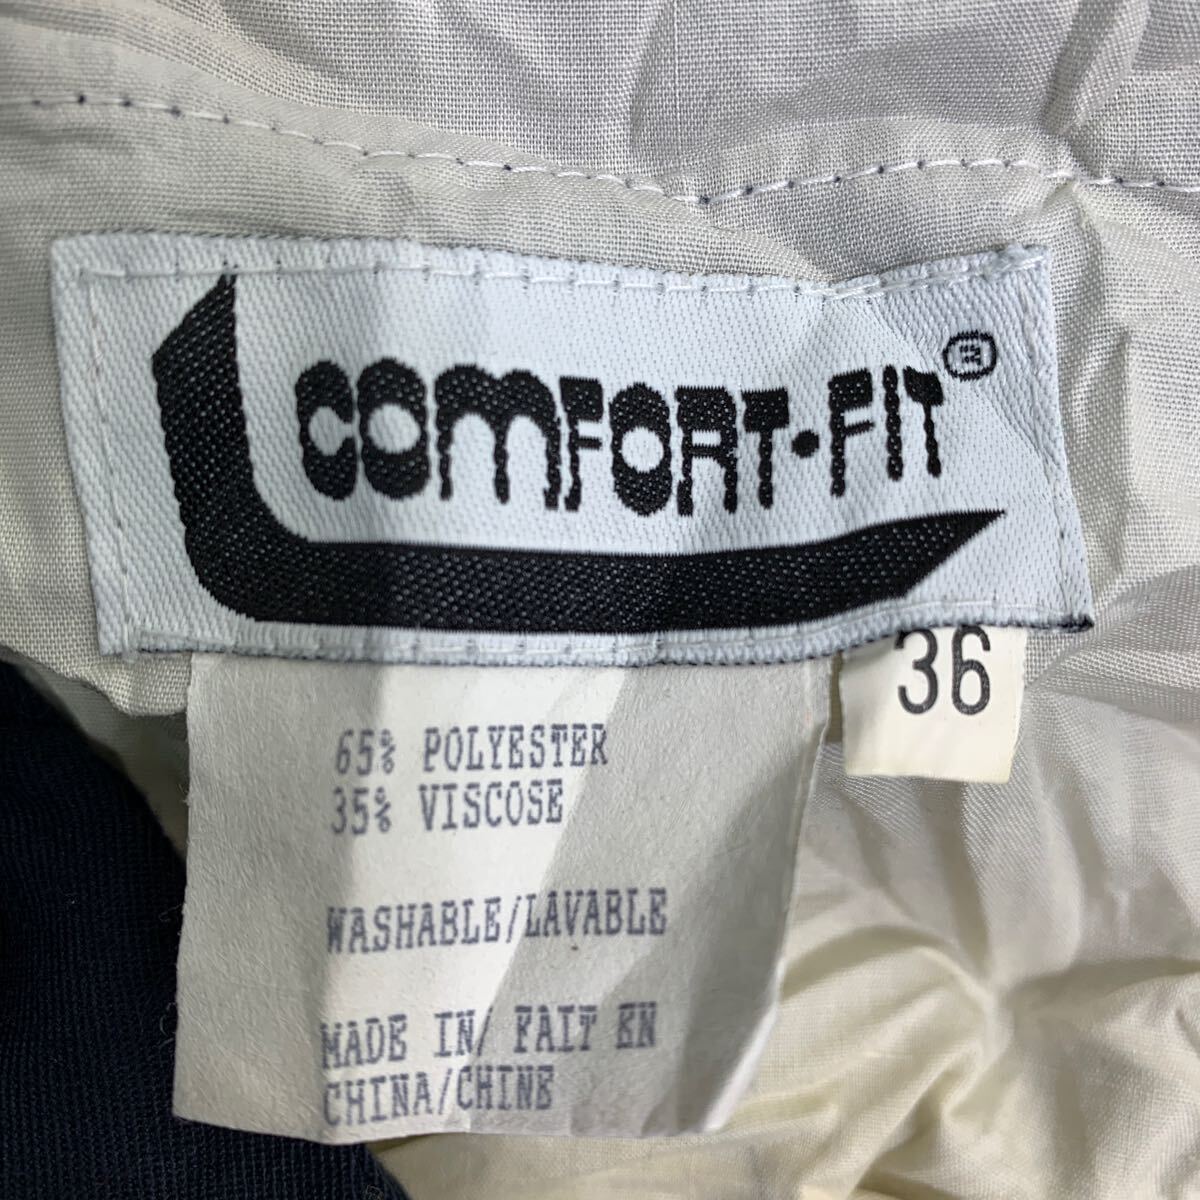 COMFORT·FIT
36
65% POLYESTER
35% VISCOSE
WASHABLE/LAVABLE
MADE IN/ FAIT EN
CHINA/CHINE